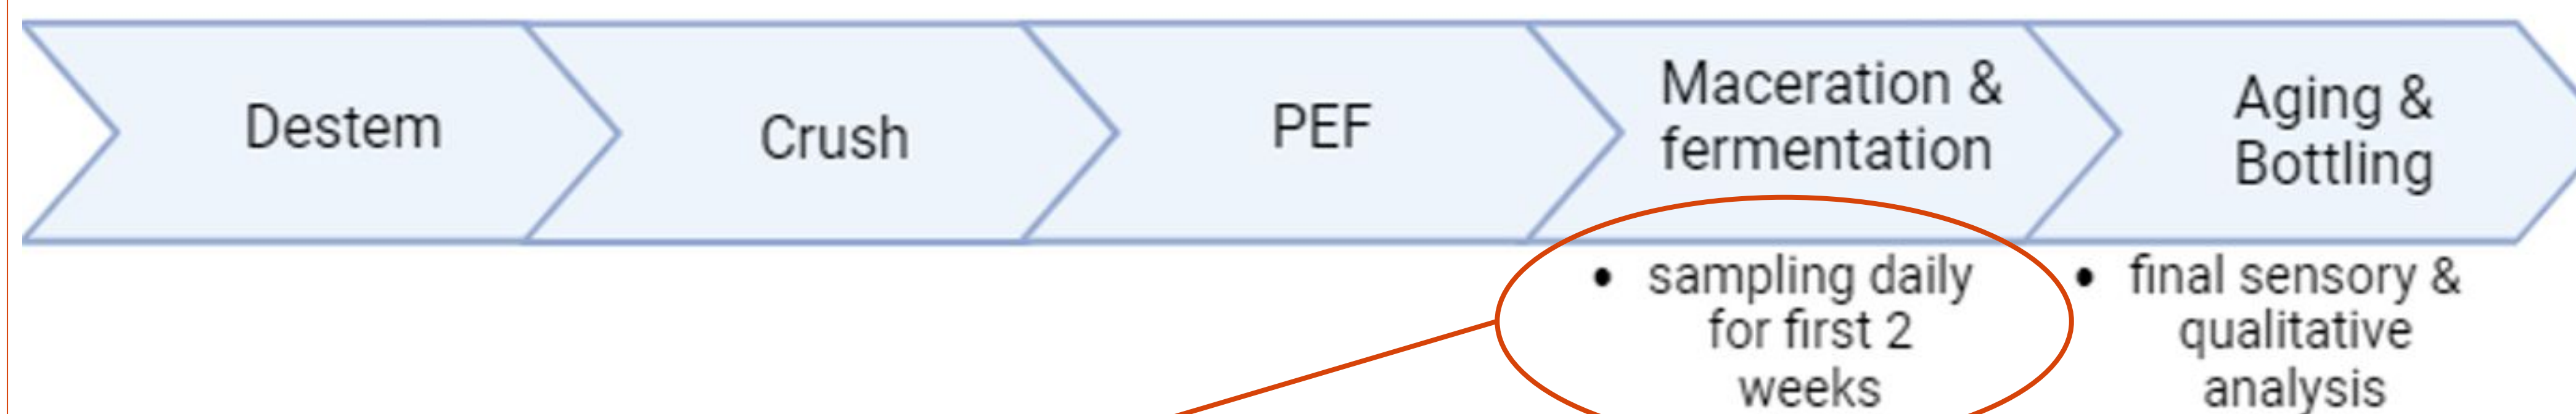 Destem
Crush
PEF
Maceration &
fermentation
Aging &
Bottling
• sampling daily
for first 2
weeks
• final sensory &
qualitative
analysis